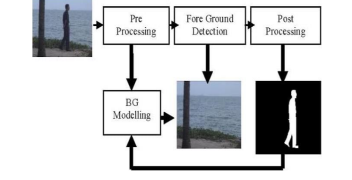 Pre
Processing
Fore Ground
Detection
Post
Processing
BG
Modelling